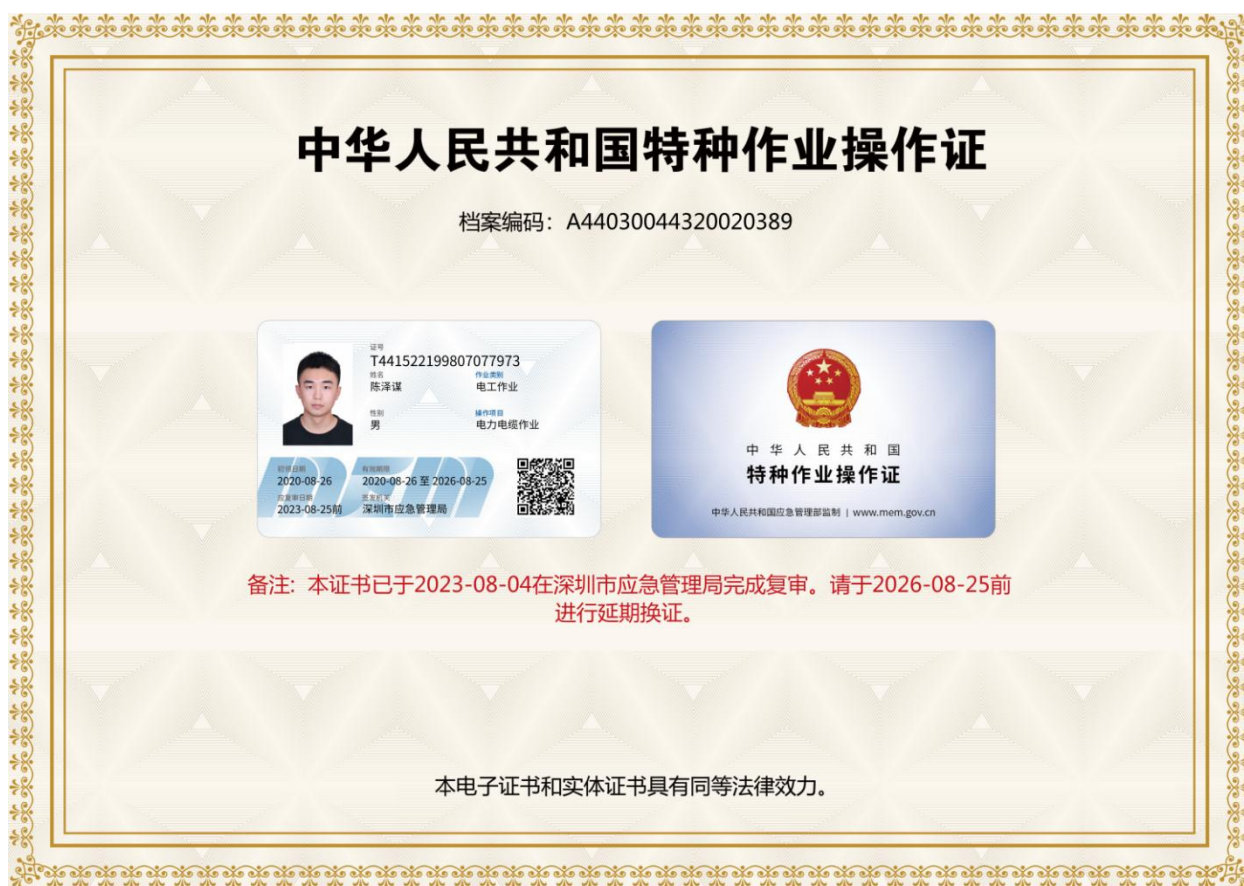 中华人民共和国特种作业操作证
档案编码：A44030044320020389
证号
T441522199807077973
姓名 作业类别
陈泽谋 电工作业
性别 操作项目
男 电力电缆作业
初领日期 有效期限
2020-08-26 2020-08-26 至 2026-08-25
应复审日期 签发机关
2023-08-25前 深圳市应急管理局
中华人民共和国
特种作业操作证
中华人民共和国应急管理部监制 | www.mem.gov.cn
备注: 本证书已于2023-08-04在深圳市应急管理局完成复审。请于2026-08-25前
进行延期换证。
本电子证书和实体证书具有同等法律效力。